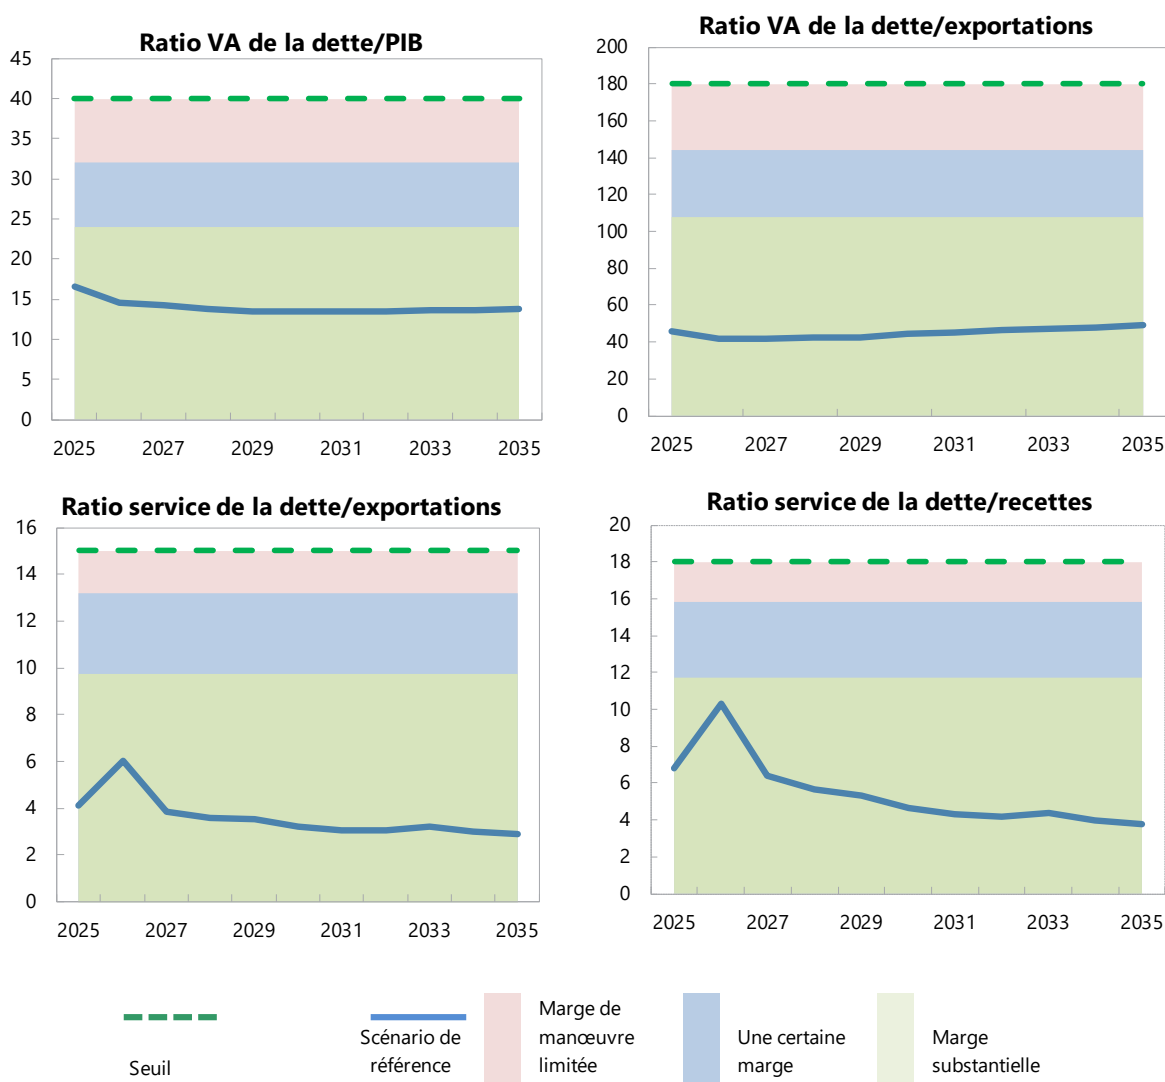 Ratio VA de la dette/PIB
45
40
35
30
25
20
15
10
5
0
2025 2027 2029 2031 2033 2035
Ratio VA de la dette/exportations
200
180
160
140
120
100
80
60
40
20
0
2025 2027 2029 2031 2033 2035
Ratio service de la dette/exportations
16
14
12
10
8
6
4
2
0
2025 2027 2029 2031 2033 2035
Ratio service de la dette/recettes
20
18
16
14
12
10
8
6
4
2
0
2025 2027 2029 2031 2033 2035
Seuil
Scénario de
référence
Marge de
manœuvre
limitée
Une certaine
marge
Marge
substantielle